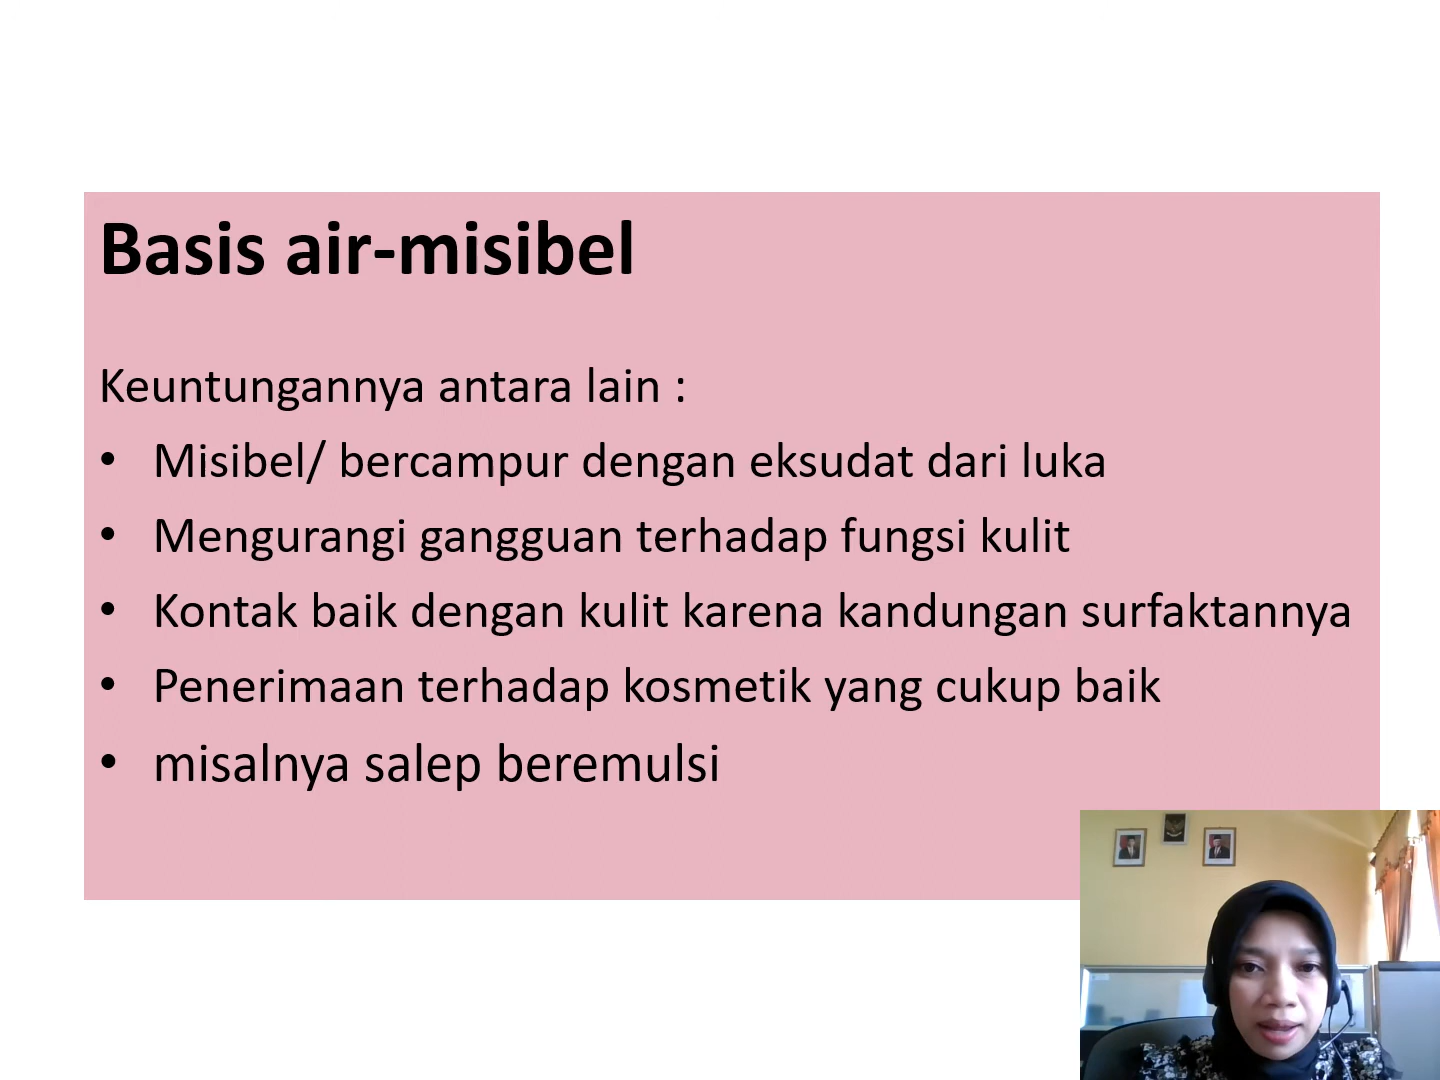 Basis air-misibel
Keuntungannya antara lain :
• Misibel/ bercampur dengan eksudat dari luka
• Mengurangi gangguan terhadap fungsi kulit
• Kontak baik dengan kulit karena kandungan surfaktannya
• Penerimaan terhadap kosmetik yang cukup baik
• misalnya salep beremulsi